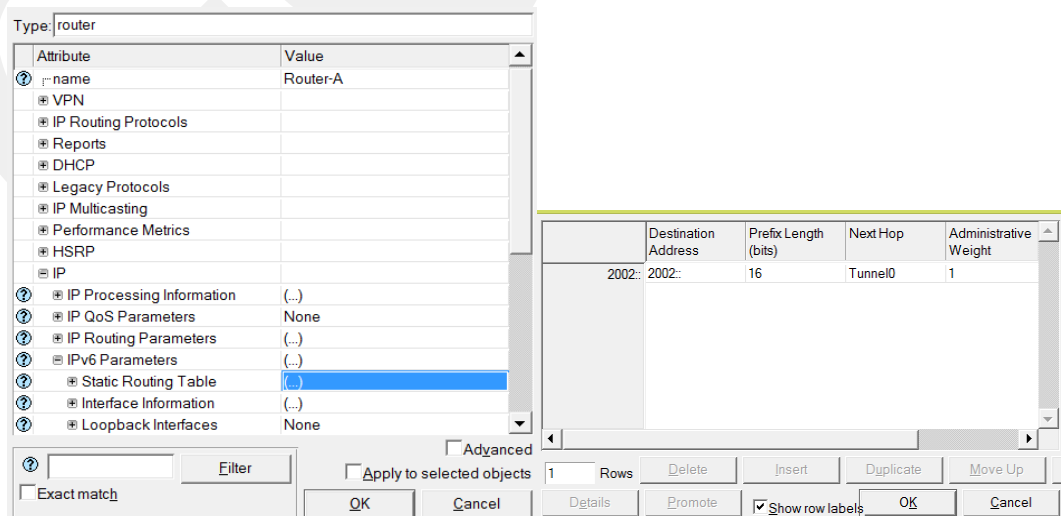 Type: router
Attribute Value
name Router-A
VPN
IP Routing Protocols
Reports
DHCP
Legacy Protocols
IP Multicasting
Performance Metrics
HSRP
IP
IP Processing Information (...)
IP QoS Parameters None
IP Routing Parameters (...)
IPv6 Parameters (...)
Static Routing Table (...)
Interface Information (...)
Loopback Interfaces None
Advanced
Filter
Apply to selected objects
Exact match
OK Cancel
Destination Address Prefix Length (bits) Next Hop Administrative Weight
2002:: 2002:: 16 Tunnel0 1
1 Rows Delete Insert Duplicate Move Up
Details Promote Show row labels OK Cancel